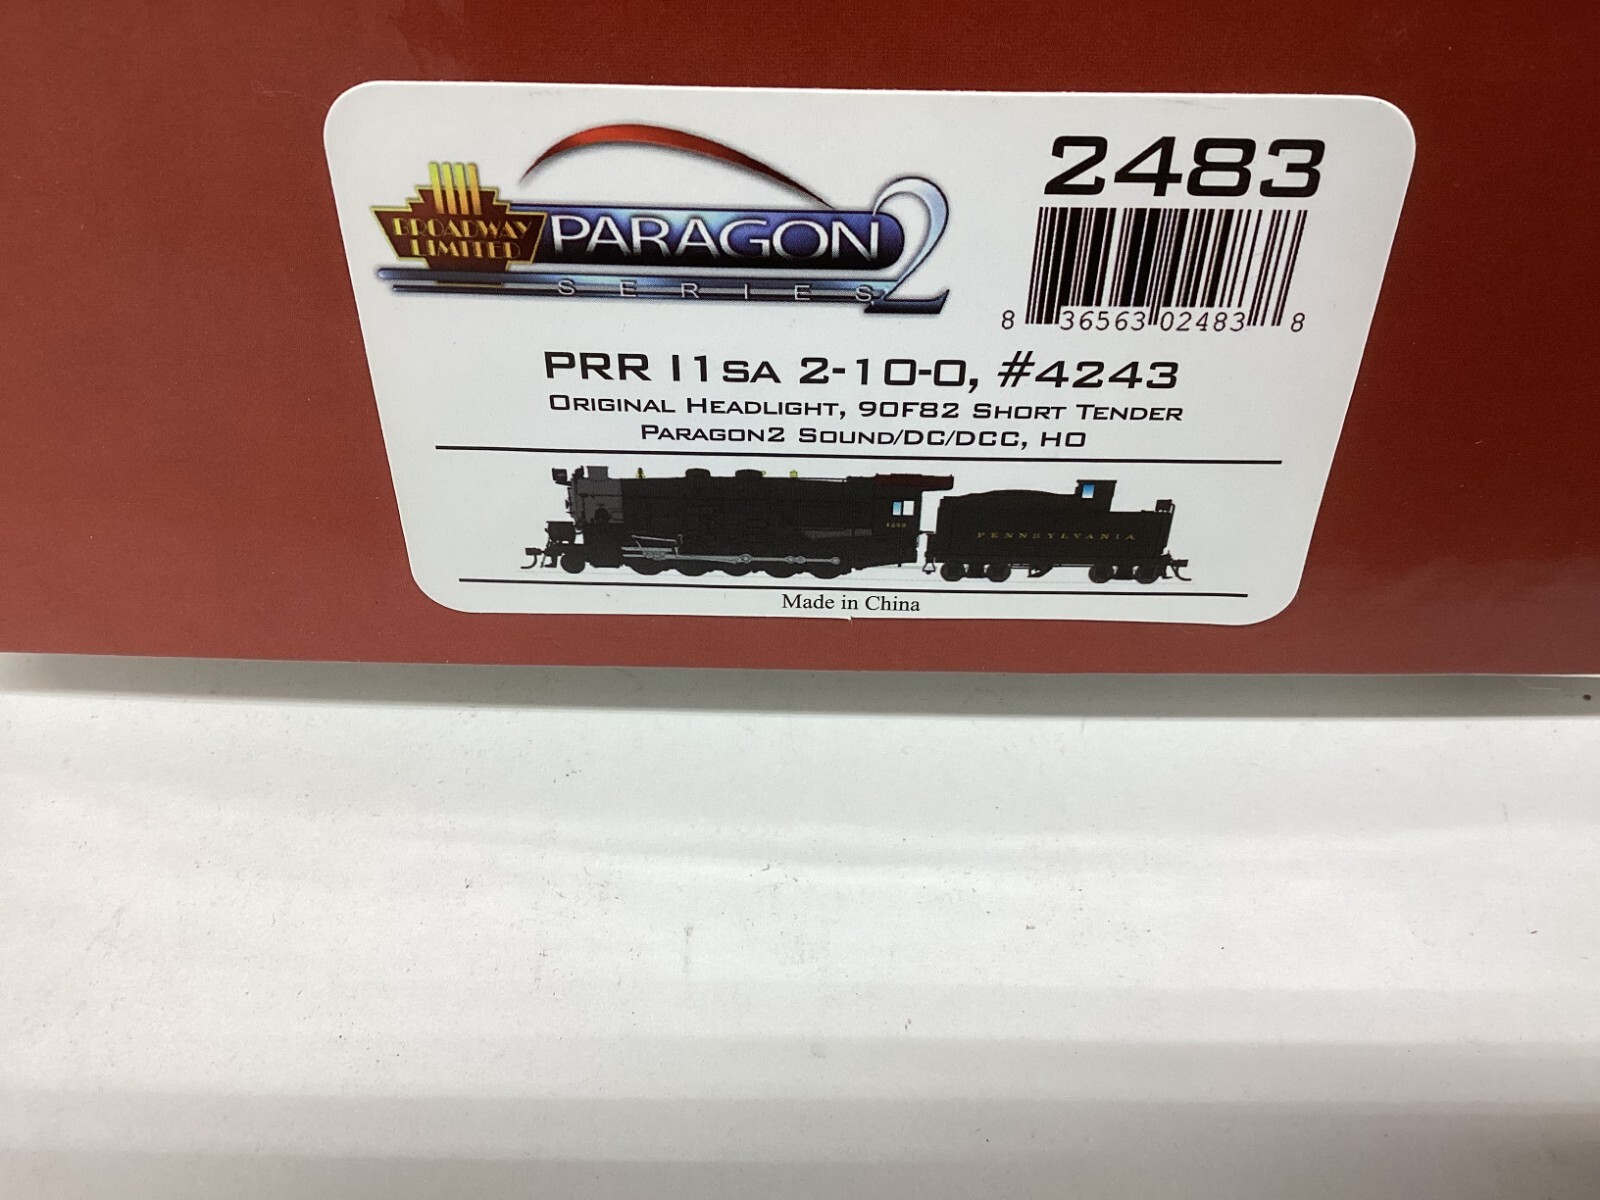 2483
BROADWAY
LIMITED
PARAGON 2
SERIES
8 36563 02483 8
PRR I1SA 2-10-0, #4243
ORIGINAL HEADLIGHT, 90F82 SHORT TENDER
PARAGON2 SOUND/DC/DCC, HO
PENNSYLVANIA
Made in China